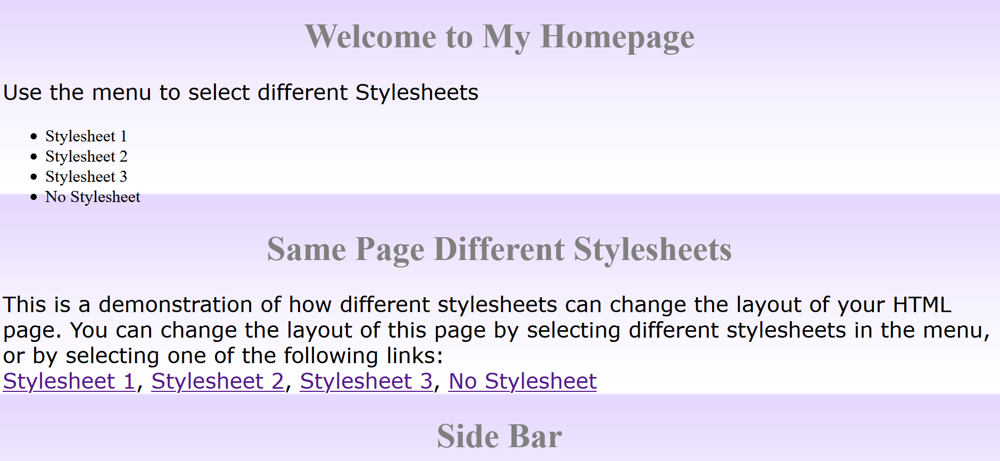 Welcome to My Homepage
Use the menu to select different Stylesheets
Stylesheet 1
Stylesheet 2
Stylesheet 3
No Stylesheet
Same Page Different Stylesheets
This is a demonstration of how different stylesheets can change the layout of your HTML
page. You can change the layout of this page by selecting different stylesheets in the menu,
or by selecting one of the following links:
Stylesheet 1, Stylesheet 2, Stylesheet 3, No Stylesheet
Side Bar